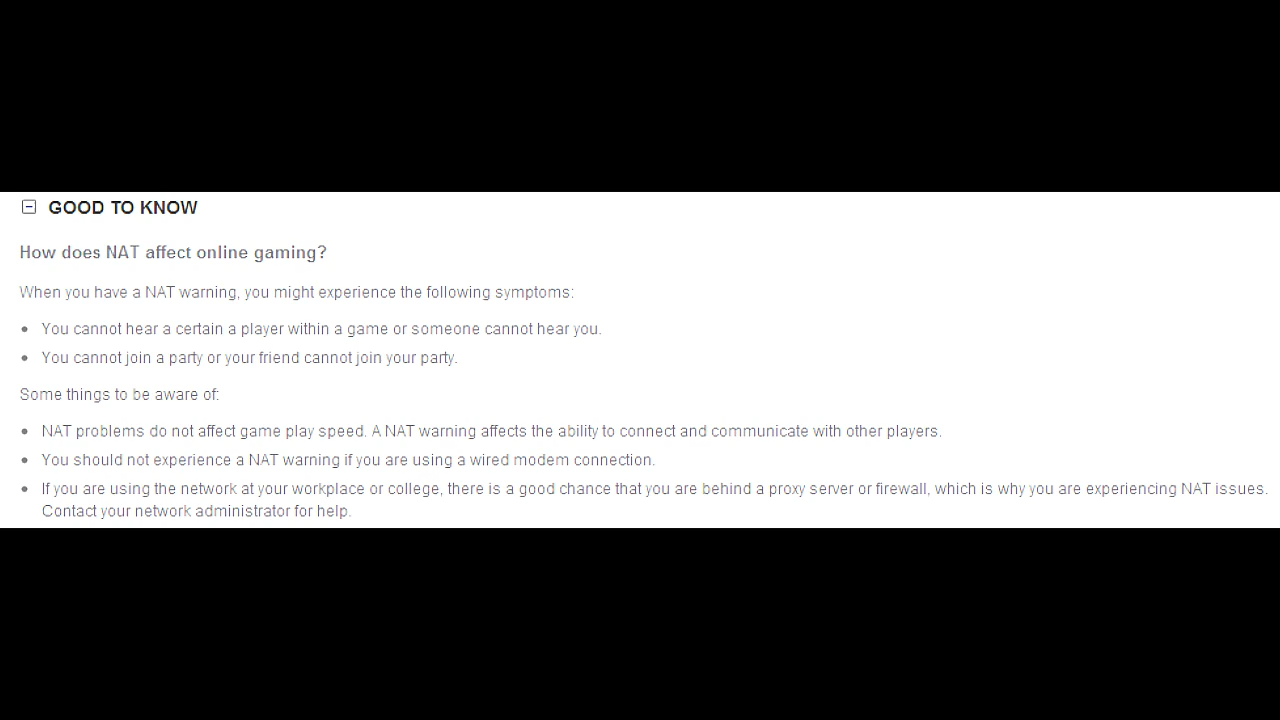 GOOD TO KNOW
How does NAT affect online gaming?
When you have a NAT warning, you might experience the following symptoms:
• You cannot hear a certain a player within a game or someone cannot hear you.
• You cannot join a party or your friend cannot join your party.
Some things to be aware of:
• NAT problems do not affect game play speed. A NAT warning affects the ability to connect and communicate with other players.
• You should not experience a NAT warning if you are using a wired modem connection.
• If you are using the network at your workplace or college, there is a good chance that you are behind a proxy server or firewall, which is why you are experiencing NAT issues.
Contact your network administrator for help.